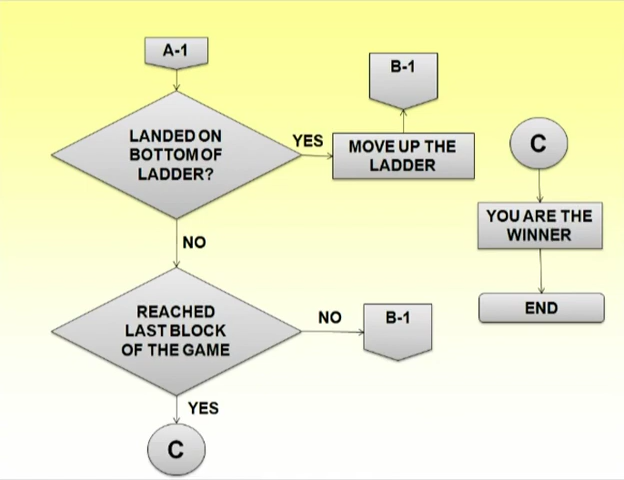 A-1
LANDED ON
BOTTOM OF
LADDER?
YES
MOVE UP THE
LADDER
B-1
NO
REACHED
LAST BLOCK
OF THE GAME
NO
B-1
YES
C
C
YOU ARE THE
WINNER
END